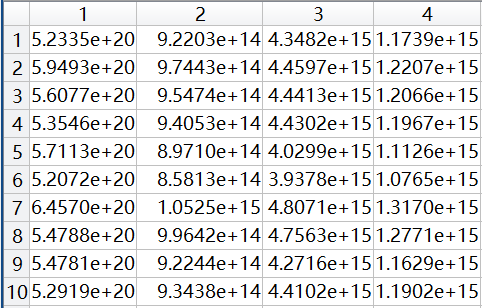 1 2 3 4
1 5.2335e+20 9.2203e+14 4.3482e+15 1.1739e+15
2 5.9493e+20 9.7443e+14 4.4597e+15 1.2207e+15
3 5.6077e+20 9.5474e+14 4.4413e+15 1.2066e+15
4 5.3546e+20 9.4053e+14 4.4302e+15 1.1967e+15
5 5.7113e+20 8.9710e+14 4.0299e+15 1.1126e+15
6 5.2072e+20 8.5813e+14 3.9378e+15 1.0765e+15
7 6.4570e+20 1.0525e+15 4.8071e+15 1.3170e+15
8 5.4788e+20 9.9642e+14 4.7563e+15 1.2771e+15
9 5.4781e+20 9.2244e+14 4.2716e+15 1.1629e+15
10 5.2919e+20 9.3438e+14 4.4102e+15 1.1902e+15